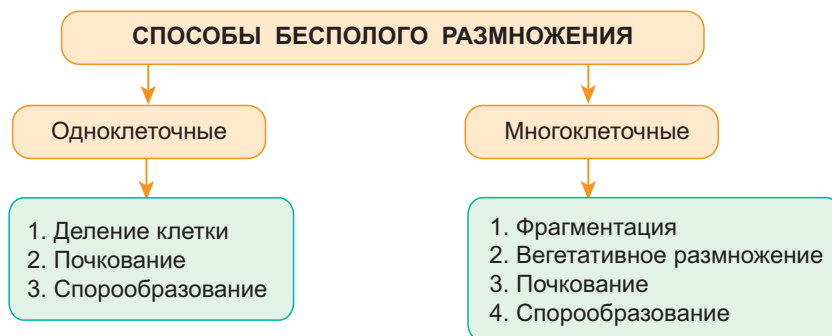 СПОСОБЫ БЕСПОЛОГО РАЗМНОЖЕНИЯ
Одноклеточные
1. Деление клетки
2. Почкование
3. Спорообразование
Многоклеточные
1. Фрагментация
2. Вегетативное размножение
3. Почкование
4. Спорообразование